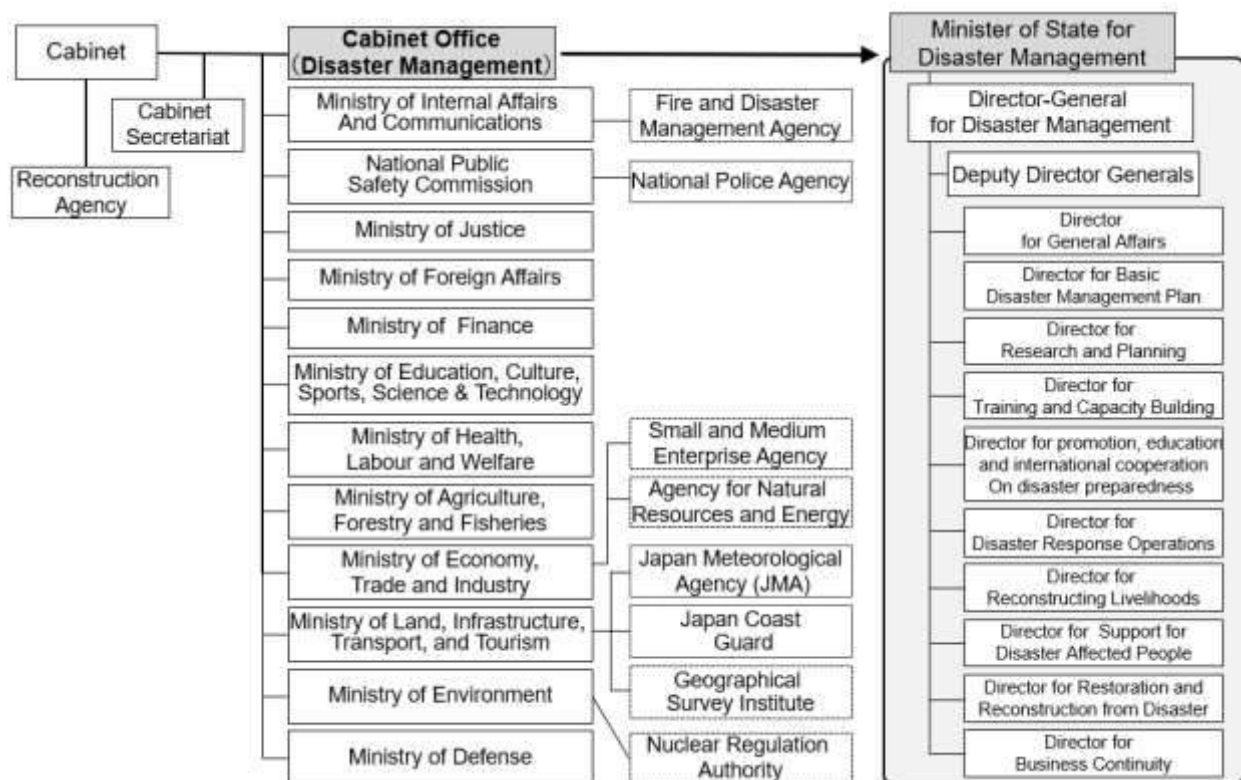 Cabinet
Cabinet
Secretariat
Reconstruction
Agency
Cabinet Office
（Disaster Management）
Ministry of Internal Affairs
And Communications
National Public
Safety Commission
Ministry of Justice
Ministry of Foreign Affairs
Ministry of Finance
Ministry of Education, Culture,
Sports, Science & Technology
Ministry of Health,
Labour and Welfare
Ministry of Agriculture,
Forestry and Fisheries
Ministry of Economy,
Trade and Industry
Ministry of Land, Infrastructure,
Transport, and Tourism
Ministry of Environment
Ministry of Defense
Fire and Disaster
Management Agency
National Police Agency
Small and Medium
Enterprise Agency
Agency for Natural
Resources and Energy
Japan Meteorological
Agency (JMA)
Japan Coast
Guard
Geographical
Survey Institute
Nuclear Regulation
Authority
Minister of State for
Disaster Management
Director-General
for Disaster Management
Deputy Director Generals
Director
for General Affairs
Director for Basic
Disaster Management Plan
Director for
Research and Planning
Director for
Training and Capacity Building
Director for promotion, education
and international cooperation
On disaster preparedness
Director for
Disaster Response Operations
Director for
Reconstructing Livelihoods
Director for Support for
Disaster Affected People
Director for Restoration and
Reconstruction from Disaster
Director for
Business Continuity